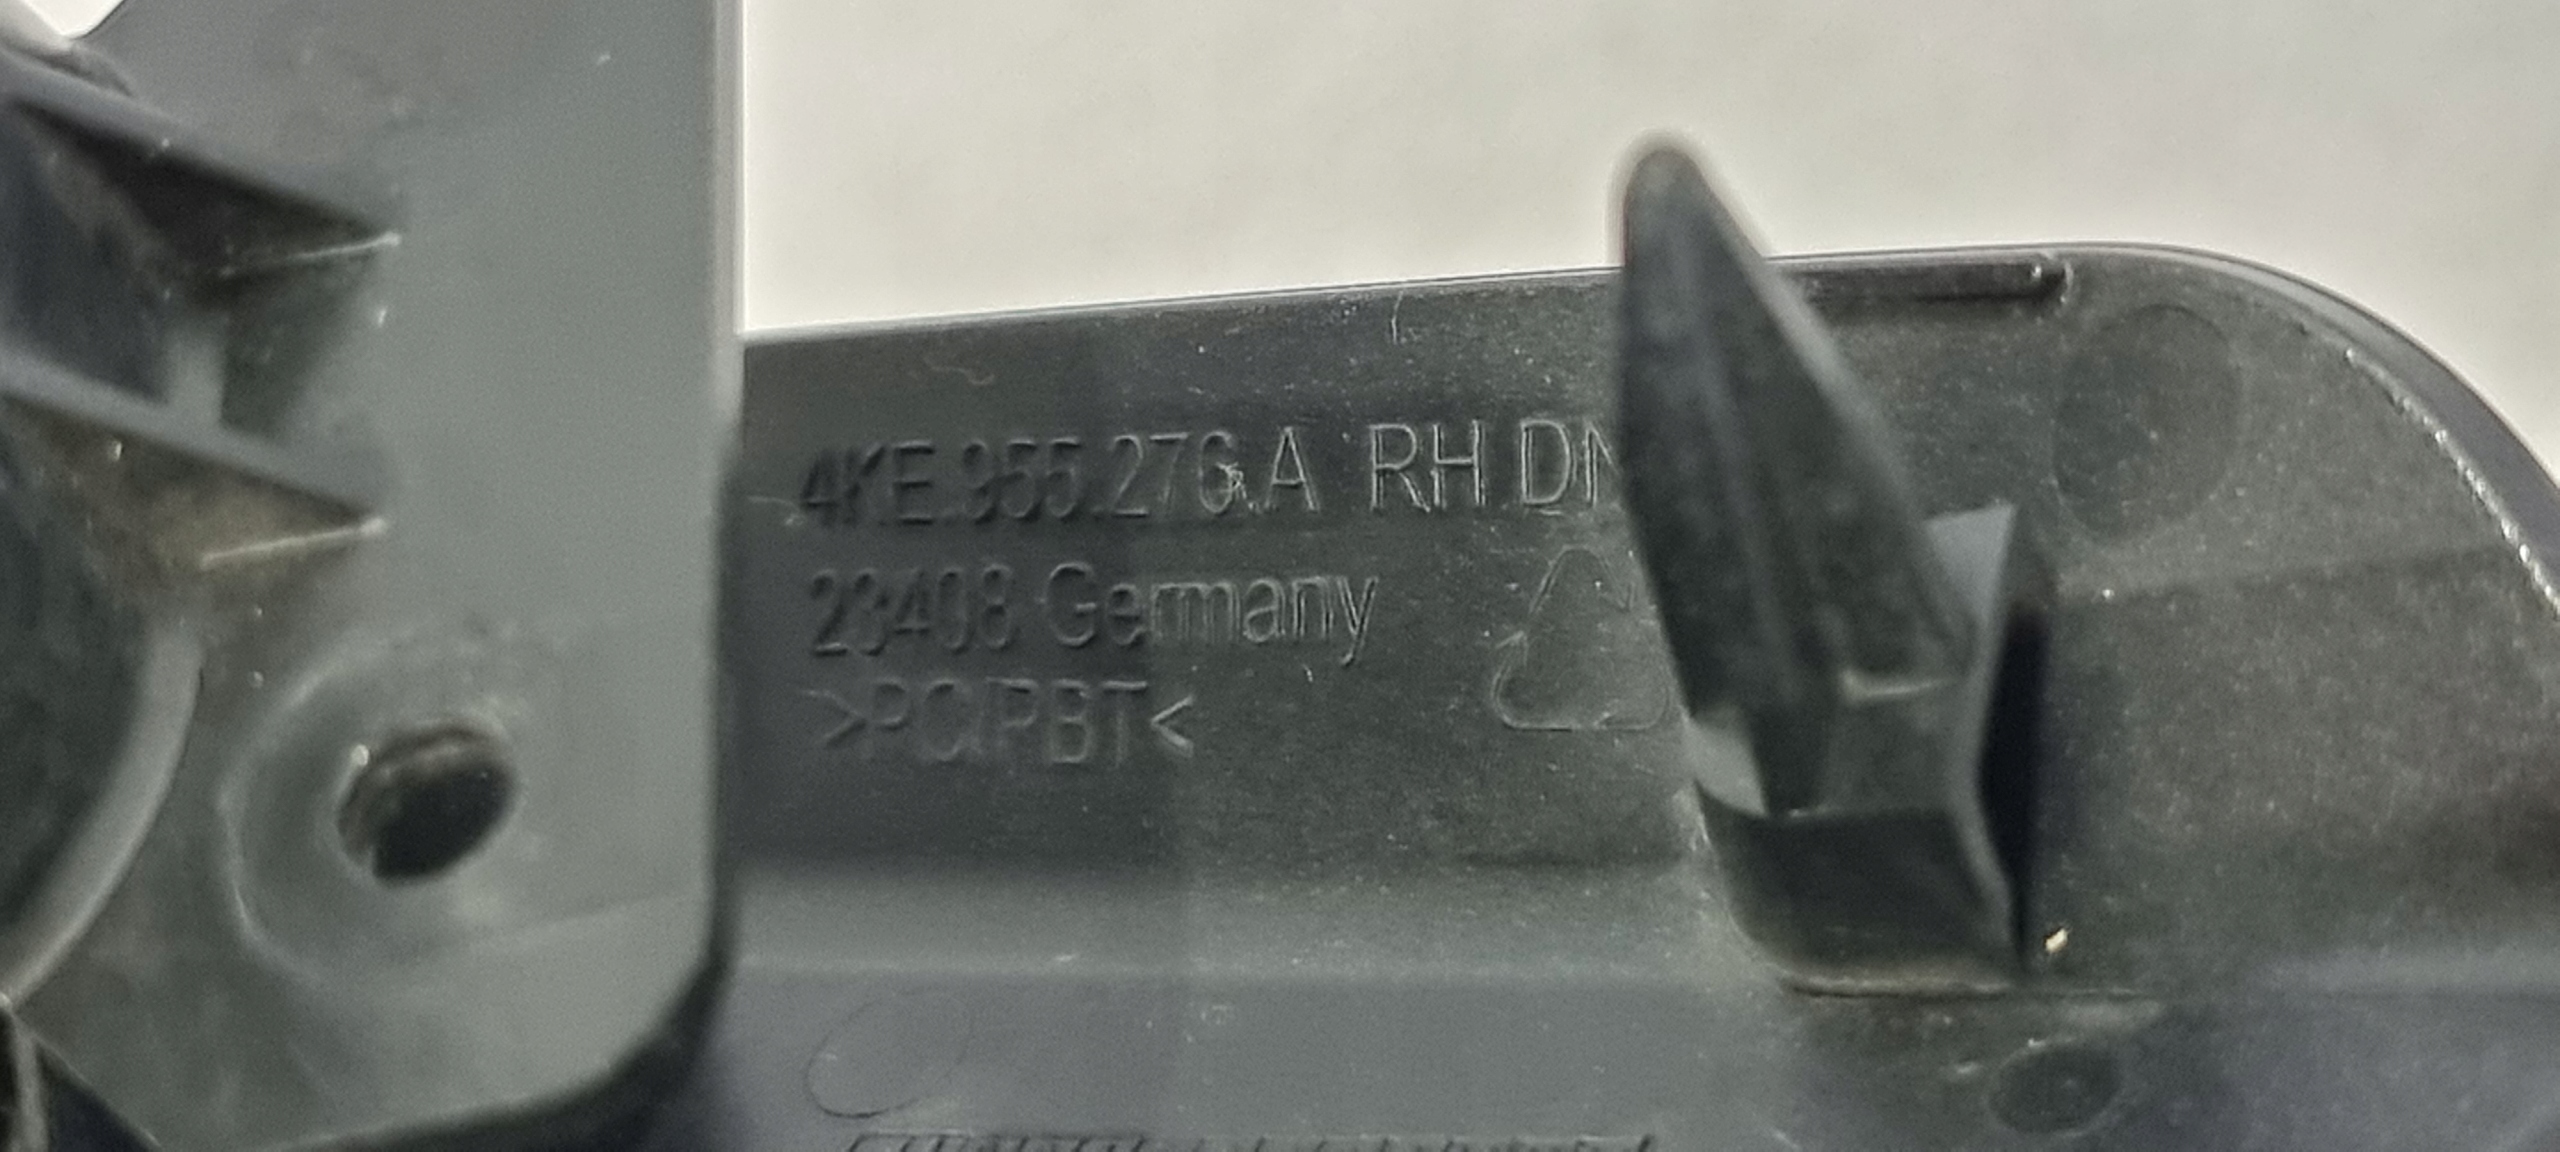 4KE.955.276.A RH DN
23408 Germany
>PC/PBT<